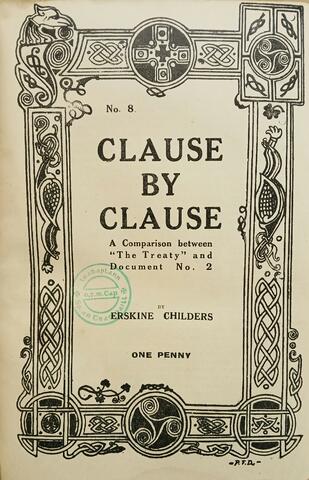 No. 8.
CLAUSE
BY
CLAUSE
A Comparison between
"The Treaty" and
Document No. 2
BY
ERSKINE CHILDERS
ONE PENNY